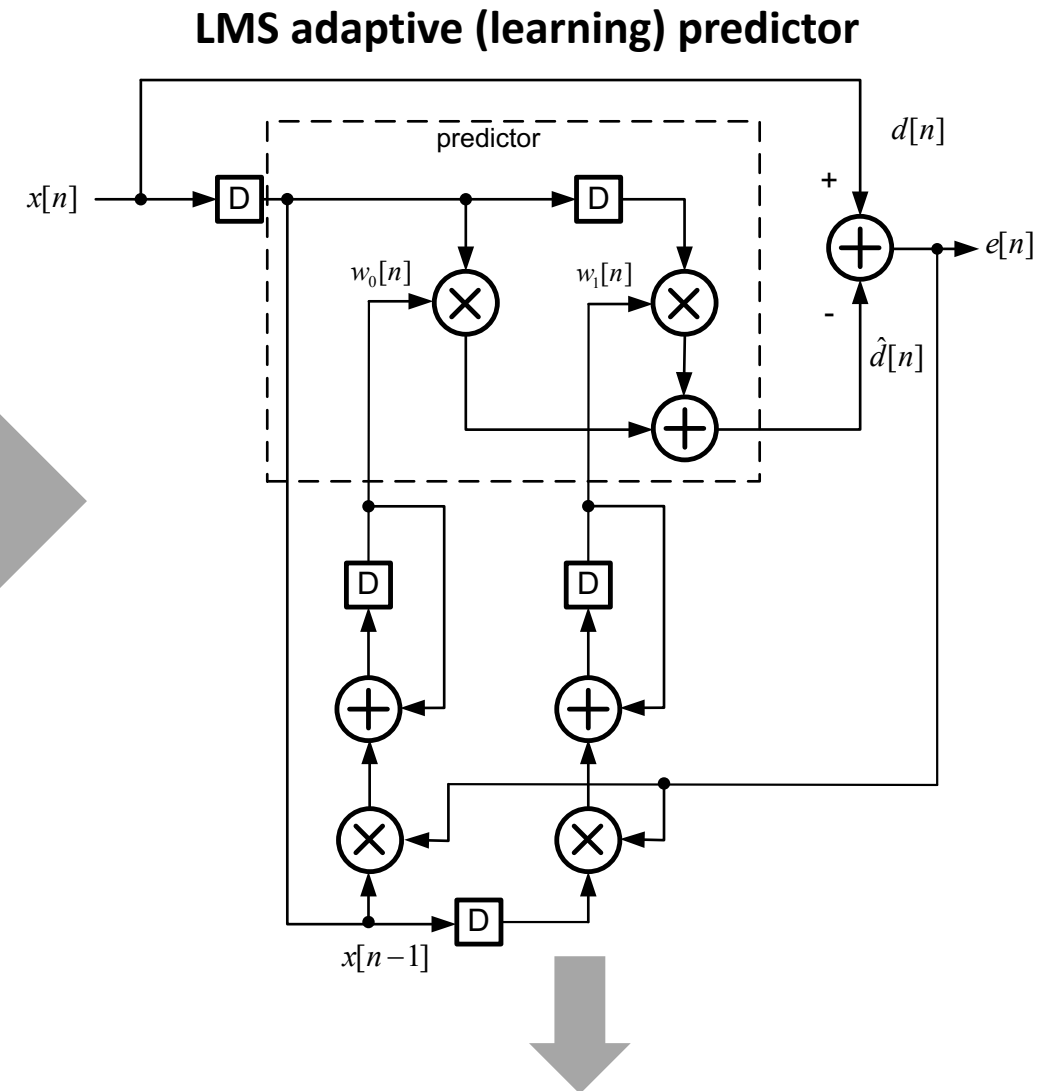 LMS adaptive (learning) predictor
d[n]
predictor
+
x[n]
D
D
e[n]
w₀[n]
w₁[n]
-
d̂[n]
D
D
D
x[n−1]